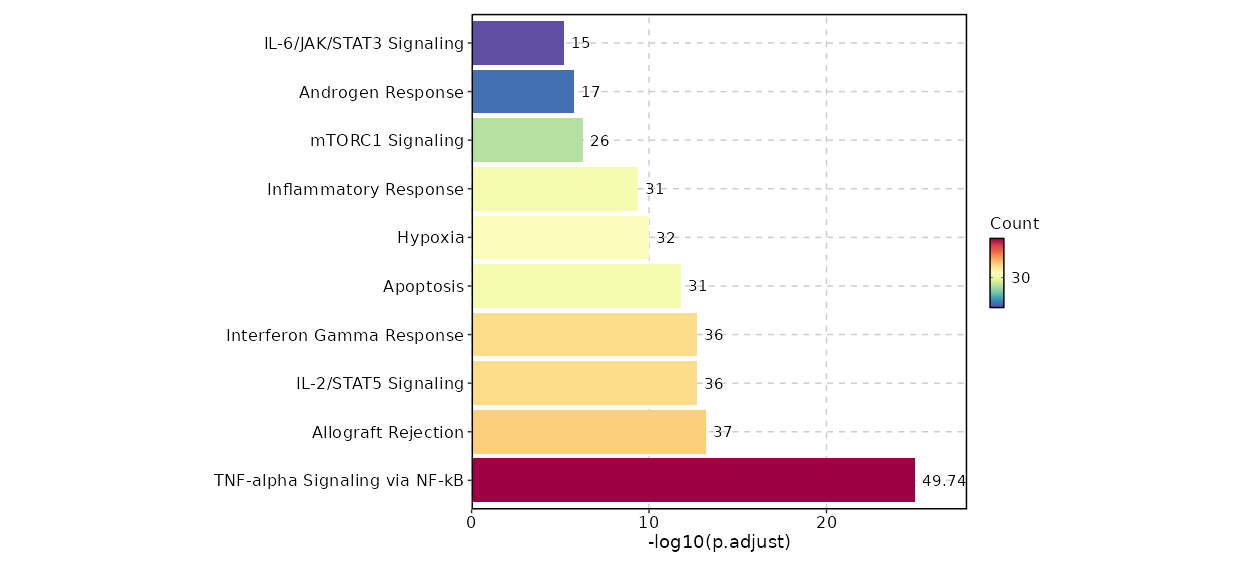 IL-6/JAK/STAT3 Signaling
15
Androgen Response
17
mTORC1 Signaling
26
Inflammatory Response
31
Hypoxia
32
Apoptosis
31
Interferon Gamma Response
36
IL-2/STAT5 Signaling
36
Allograft Rejection
37
TNF-alpha Signaling via NF-kB
49.74
0
10
20
-log10(p.adjust)
Count
30